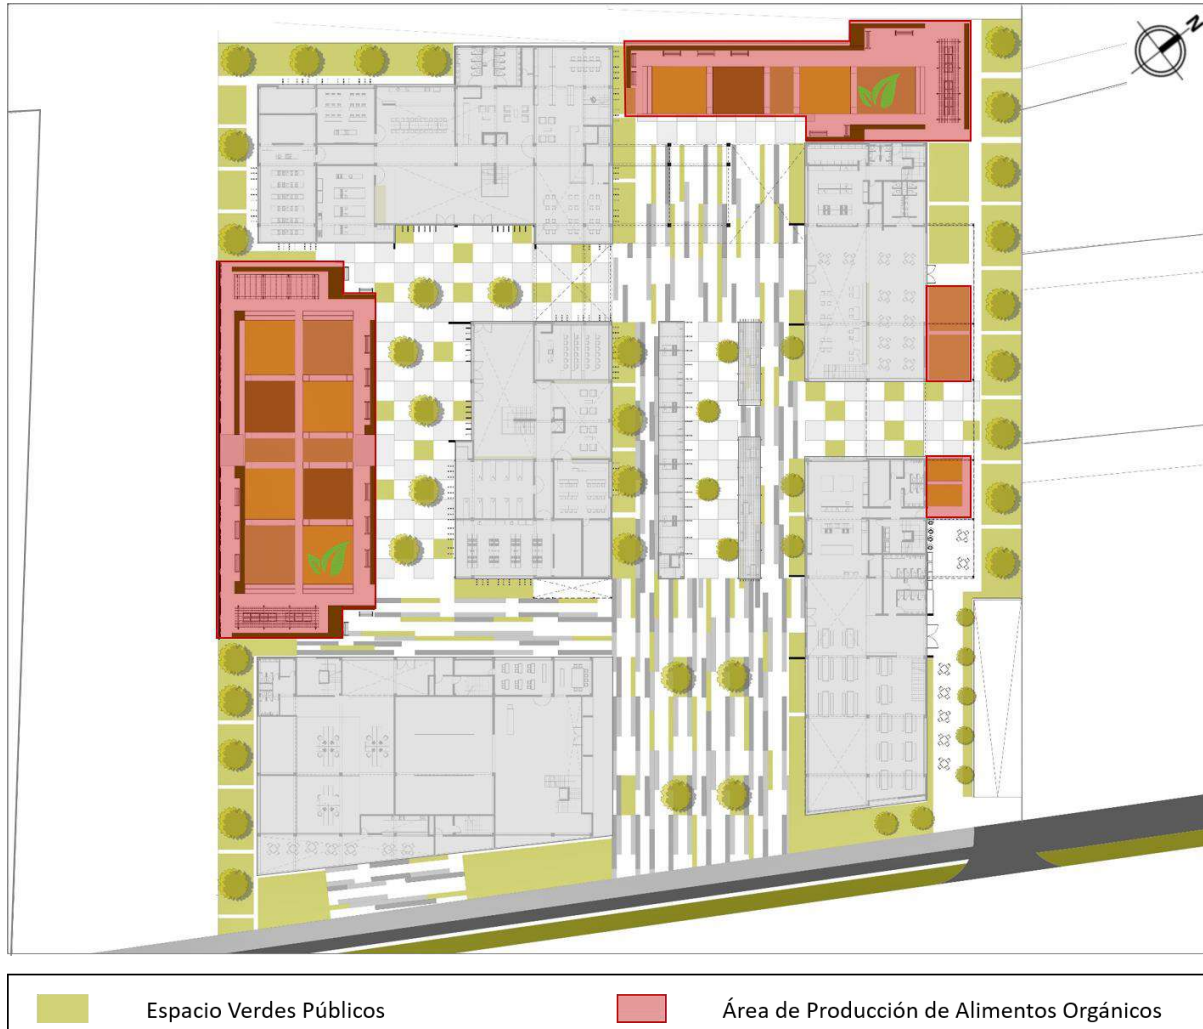 N
Espacio Verdes Públicos
Área de Producción de Alimentos Orgánicos